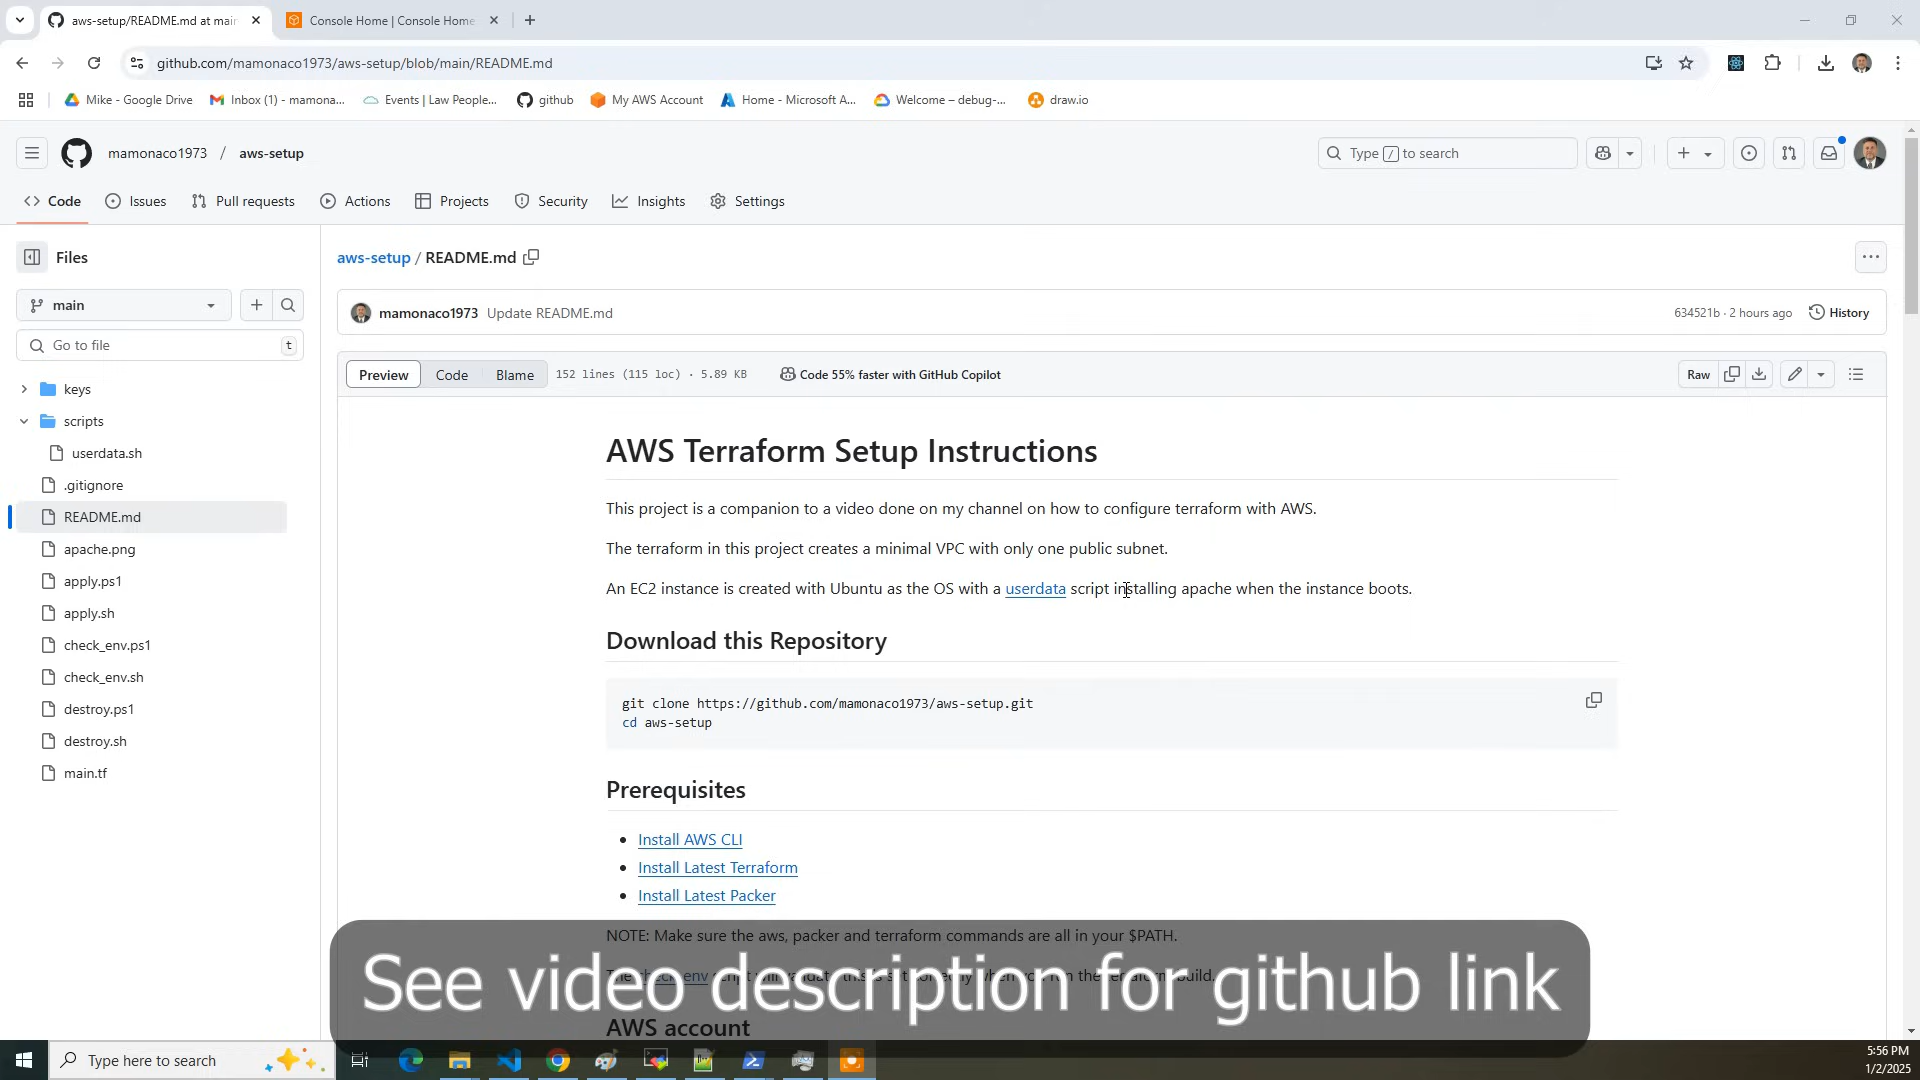 aws-setup/README.md at main
Console Home | Console Home
github.com/mamonaco1973/aws-setup/blob/main/README.md
Mike - Google Drive
Inbox (1) - mamona...
Events | Law People...
github
My AWS Account
Home - Microsoft A...
Welcome – debug-...
draw.io
mamonaco1973 / aws-setup
Type / to search
Code
Issues
Pull requests
Actions
Projects
Security
Insights
Settings
Files
main
Go to file
t
keys
scripts
userdata.sh
.gitignore
README.md
apache.png
apply.ps1
apply.sh
check_env.ps1
check_env.sh
destroy.ps1
destroy.sh
main.tf
aws-setup / README.md
mamonaco1973 Update README.md
634521b · 2 hours ago
History
Preview
Code
Blame
152 lines (115 loc) · 5.89 KB
Code 55% faster with GitHub Copilot
Raw
AWS Terraform Setup Instructions
This project is a companion to a video done on my channel on how to configure terraform with AWS.
The terraform in this project creates a minimal VPC with only one public subnet.
An EC2 instance is created with Ubuntu as the OS with a userdata script installing apache when the instance boots.
Download this Repository
git clone https://github.com/mamonaco1973/aws-setup.git
cd aws-setup
Prerequisites
Install AWS CLI
Install Latest Terraform
Install Latest Packer
NOTE: Make sure the aws, packer and terraform commands are all in your $PATH.
See video description for github link
AWS account
Type here to search
5:56 PM
1/2/2025